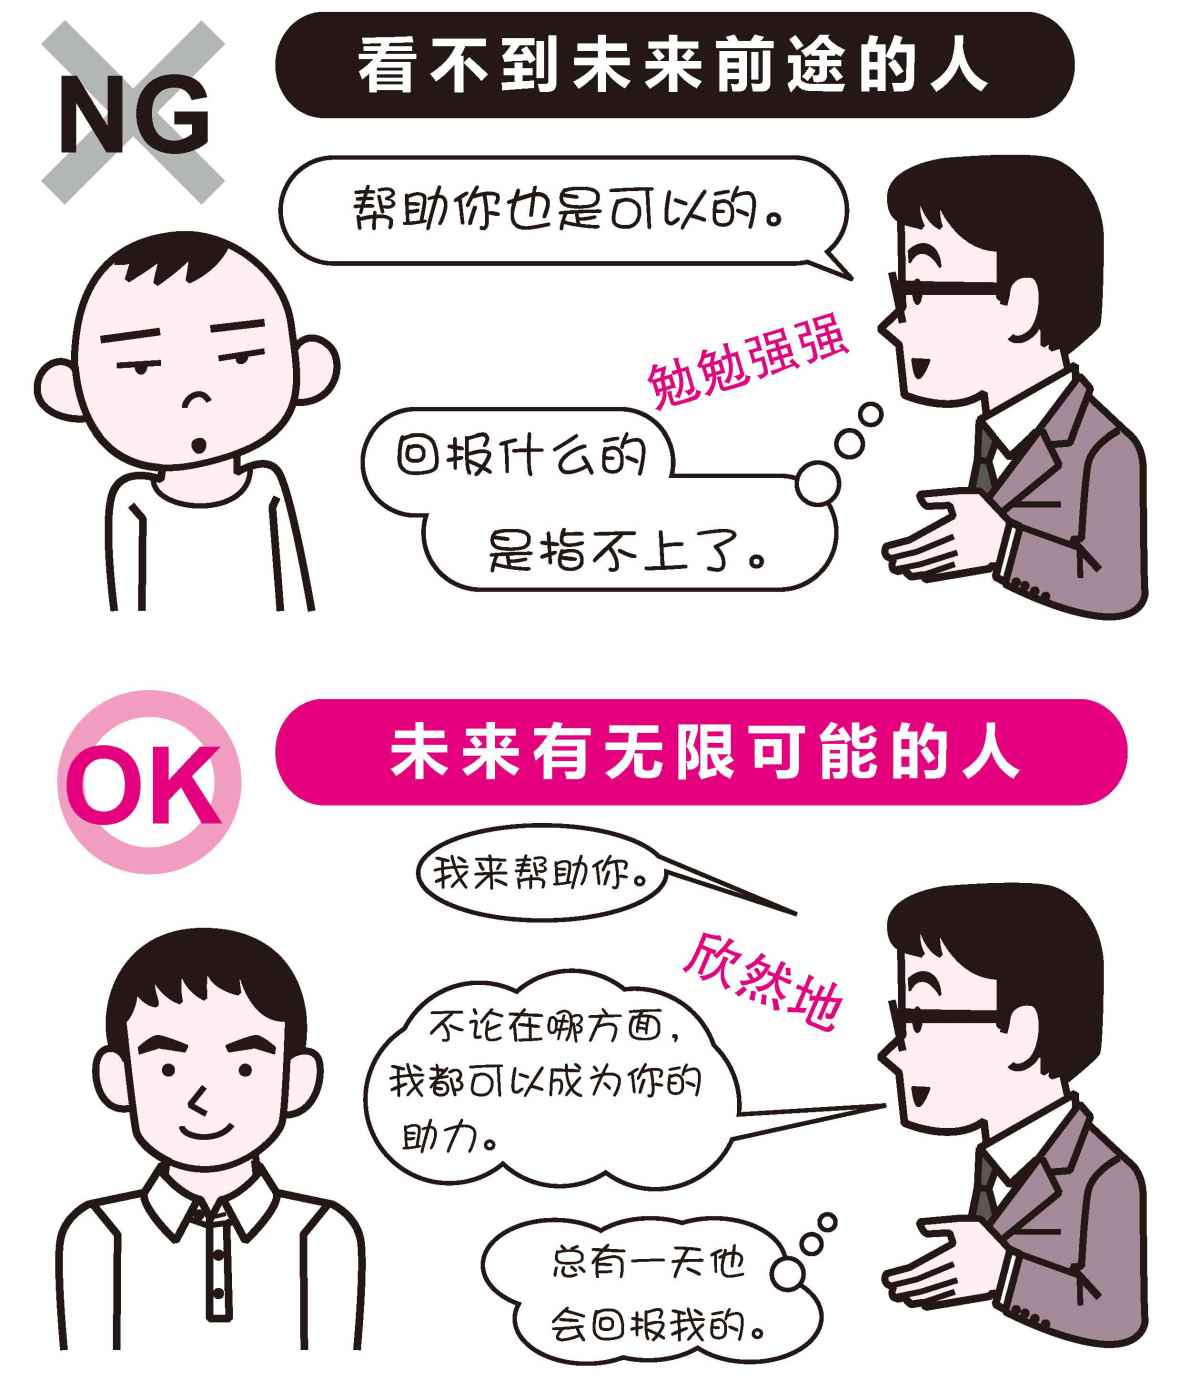 NG
看不到未来前途的人
帮助你也是可以的。
勉勉强强
回报什么的
是指不上了。
OK
未来有无限可能的人
我来帮助你。
欣然地
不论在哪方面，
我都可以成为你的
助力。
总有一天他
会回报我的。